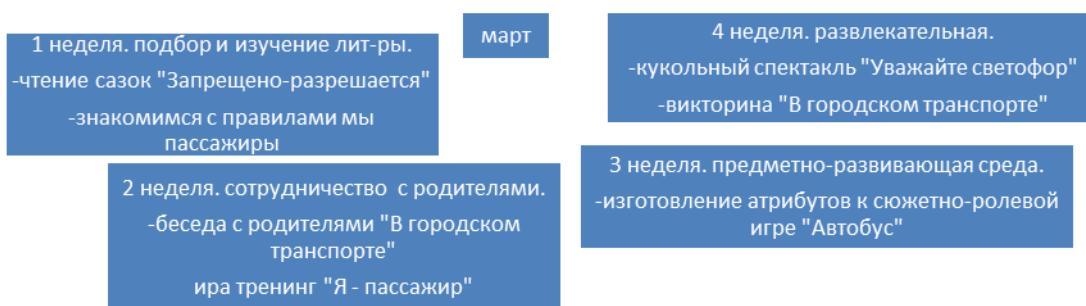 март
1 неделя. подбор и изучение лит-ры.
-чтение сазок "Запрещено-разрешается"
-знакомимся с правилами мы
пассажиры
2 неделя. сотрудничество с родителями.
-беседа с родителями "В городском
транспорте"
ира тренинг "Я - пассажир"
3 неделя. предметно-развивающая среда.
-изготовление атрибутов к сюжетно-ролевой
игре "Автобус"
4 неделя. развлекательная.
-кукольный спектакль "Уважайте светофор"
-викторина "В городском транспорте"